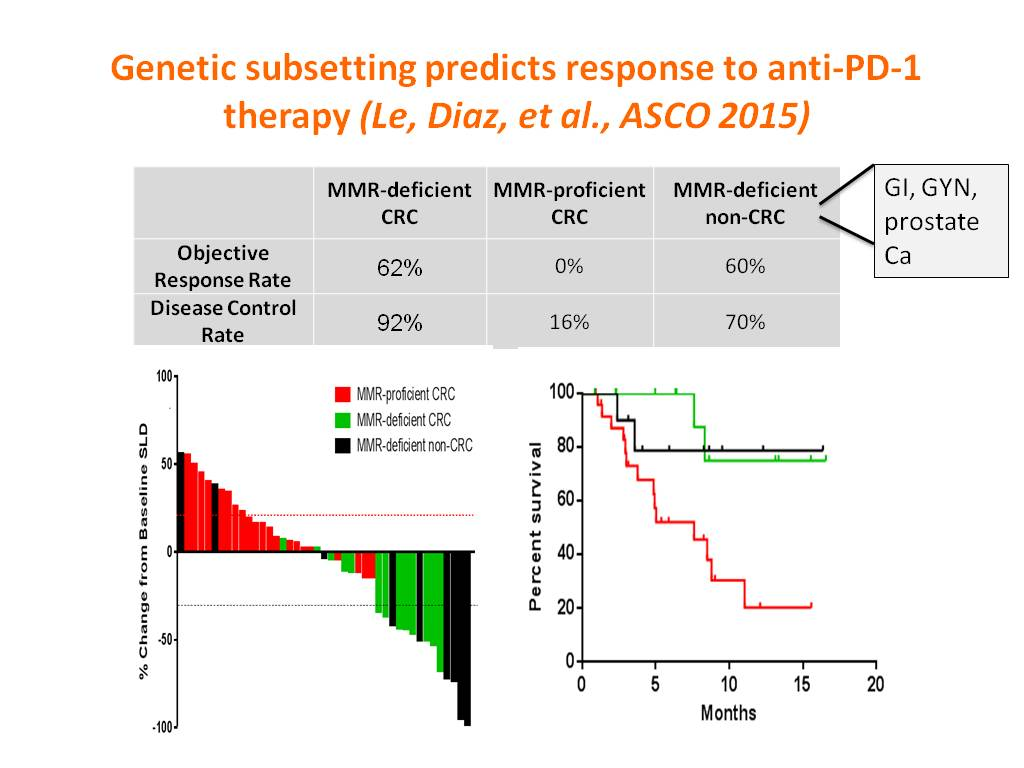 Genetic subsetting predicts response to anti-PD-1
therapy (Le, Diaz, et al., ASCO 2015)
MMR-deficient
CRC
MMR-proficient
CRC
MMR-deficient
non-CRC
GI, GYN,
prostate
Ca
Objective
Response Rate
62%
0%
60%
Disease Control
Rate
92%
16%
70%
% Change from Baseline SLD
100
50
0
-50
-100
MMR-proficient CRC
MMR-deficient CRC
MMR-deficient non-CRC
Percent survival
100
80
60
40
20
0
0
5
10
15
20
Months